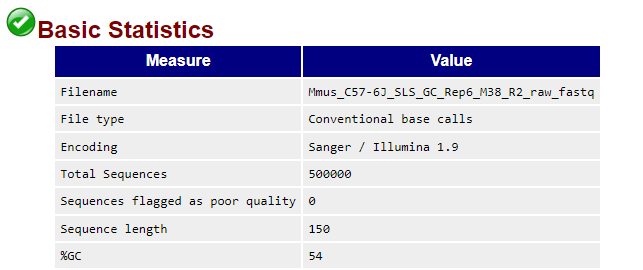 Basic Statistics
Measure Value
Filename Mmus_C57-6J_SLS_GC_Rep6_M38_R2_raw_fastq
File type Conventional base calls
Encoding Sanger / Illumina 1.9
Total Sequences 500000
Sequences flagged as poor quality 0
Sequence length 150
%GC 54